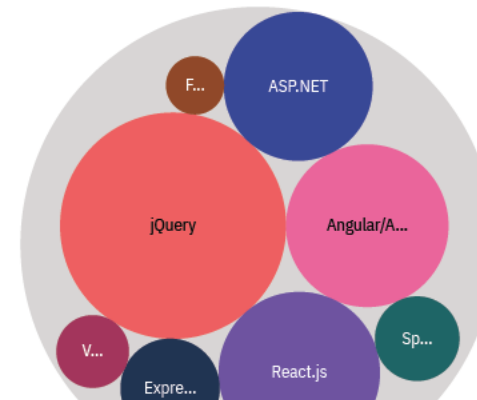 ASP.NET
F...
jQuery
Angular/A...
Sp...
V...
React.js
Expre...